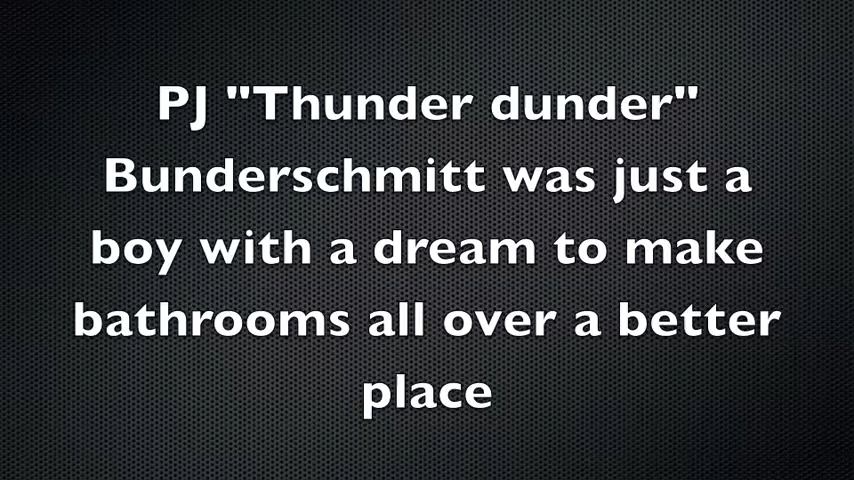 PJ "Thunder dunder"
Bunderschmitt was just a
boy with a dream to make
bathrooms all over a better
place